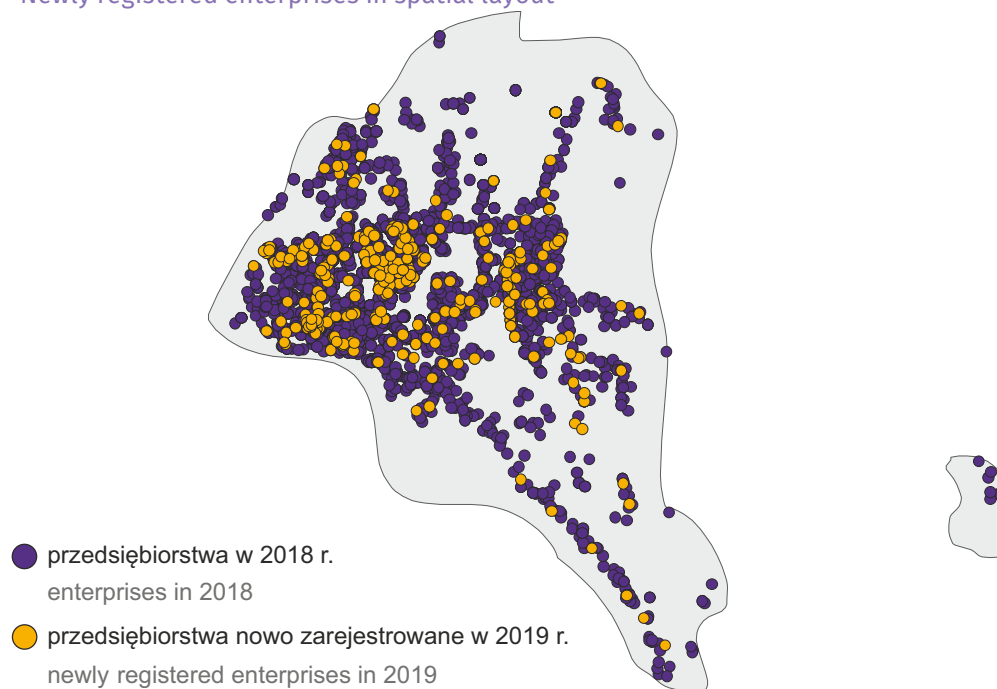 Newly registered enterprises in spatial layout
przedsiębiorstwa w 2018 r.
enterprises in 2018
przedsiębiorstwa nowo zarejestrowane w 2019 r.
newly registered enterprises in 2019